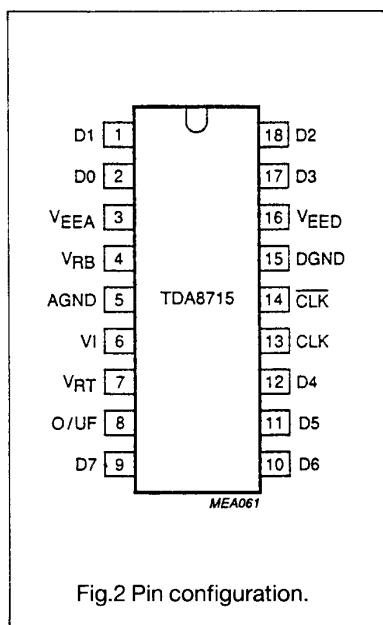 D1 1 18 D2
D0 2 17 D3
VEEA 3 16 VEED
VRB 4 15 DGND
AGND 5 TDA8715 14 C̅L̅K̅
VI 6 13 CLK
VRT 7 12 D4
O/UF 8 11 D5
D7 9 10 D6
MEA061
Fig.2 Pin configuration.